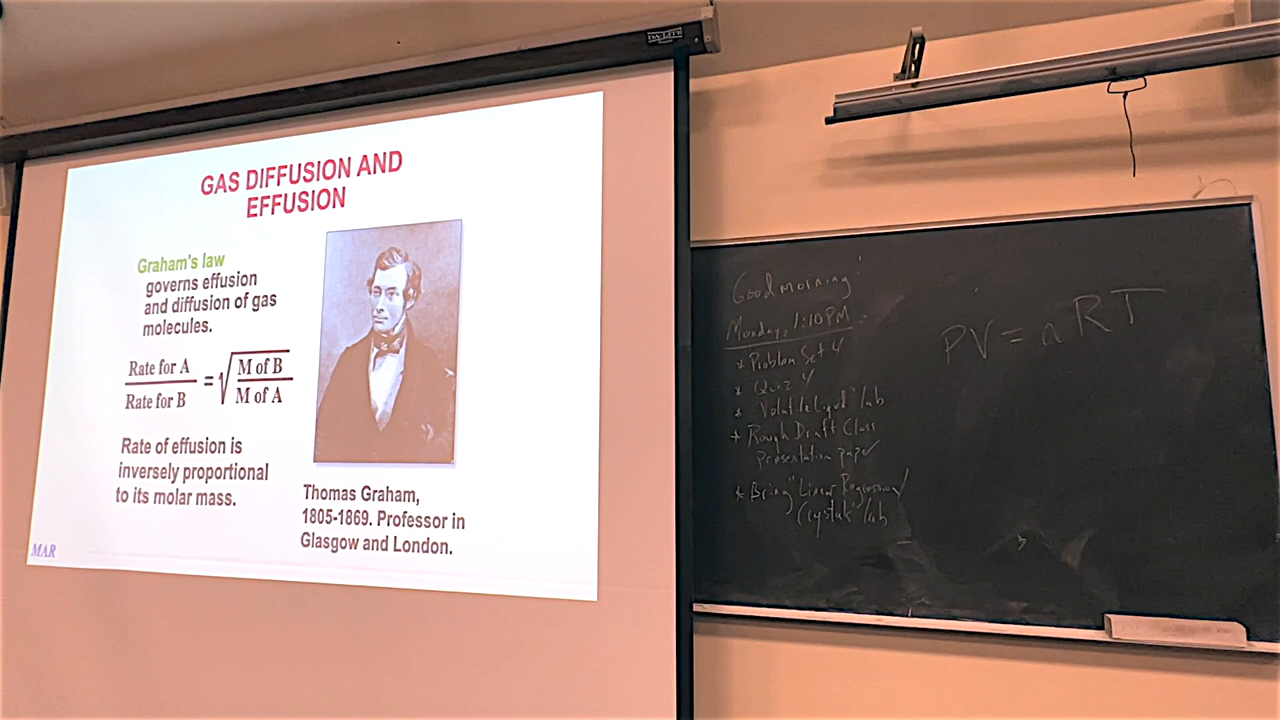 DA-LITE
GAS DIFFUSION AND
EFFUSION
Graham's law
governs effusion
and diffusion of gas
molecules.
Rate for A
Rate for B
=
√
M of B
M of A
Rate of effusion is
inversely proportional
to its molar mass.
Thomas Graham,
1805-1869. Professor in
Glasgow and London.
MAR
Good morning!
Monday, 1:10 PM
* Problem Set 4
* Quiz 4
* "Volatile Liquid" lab
* Rough Draft Class
Presentation paper
* Bring "Linear Regression/
Crystals" lab
PV = nRT